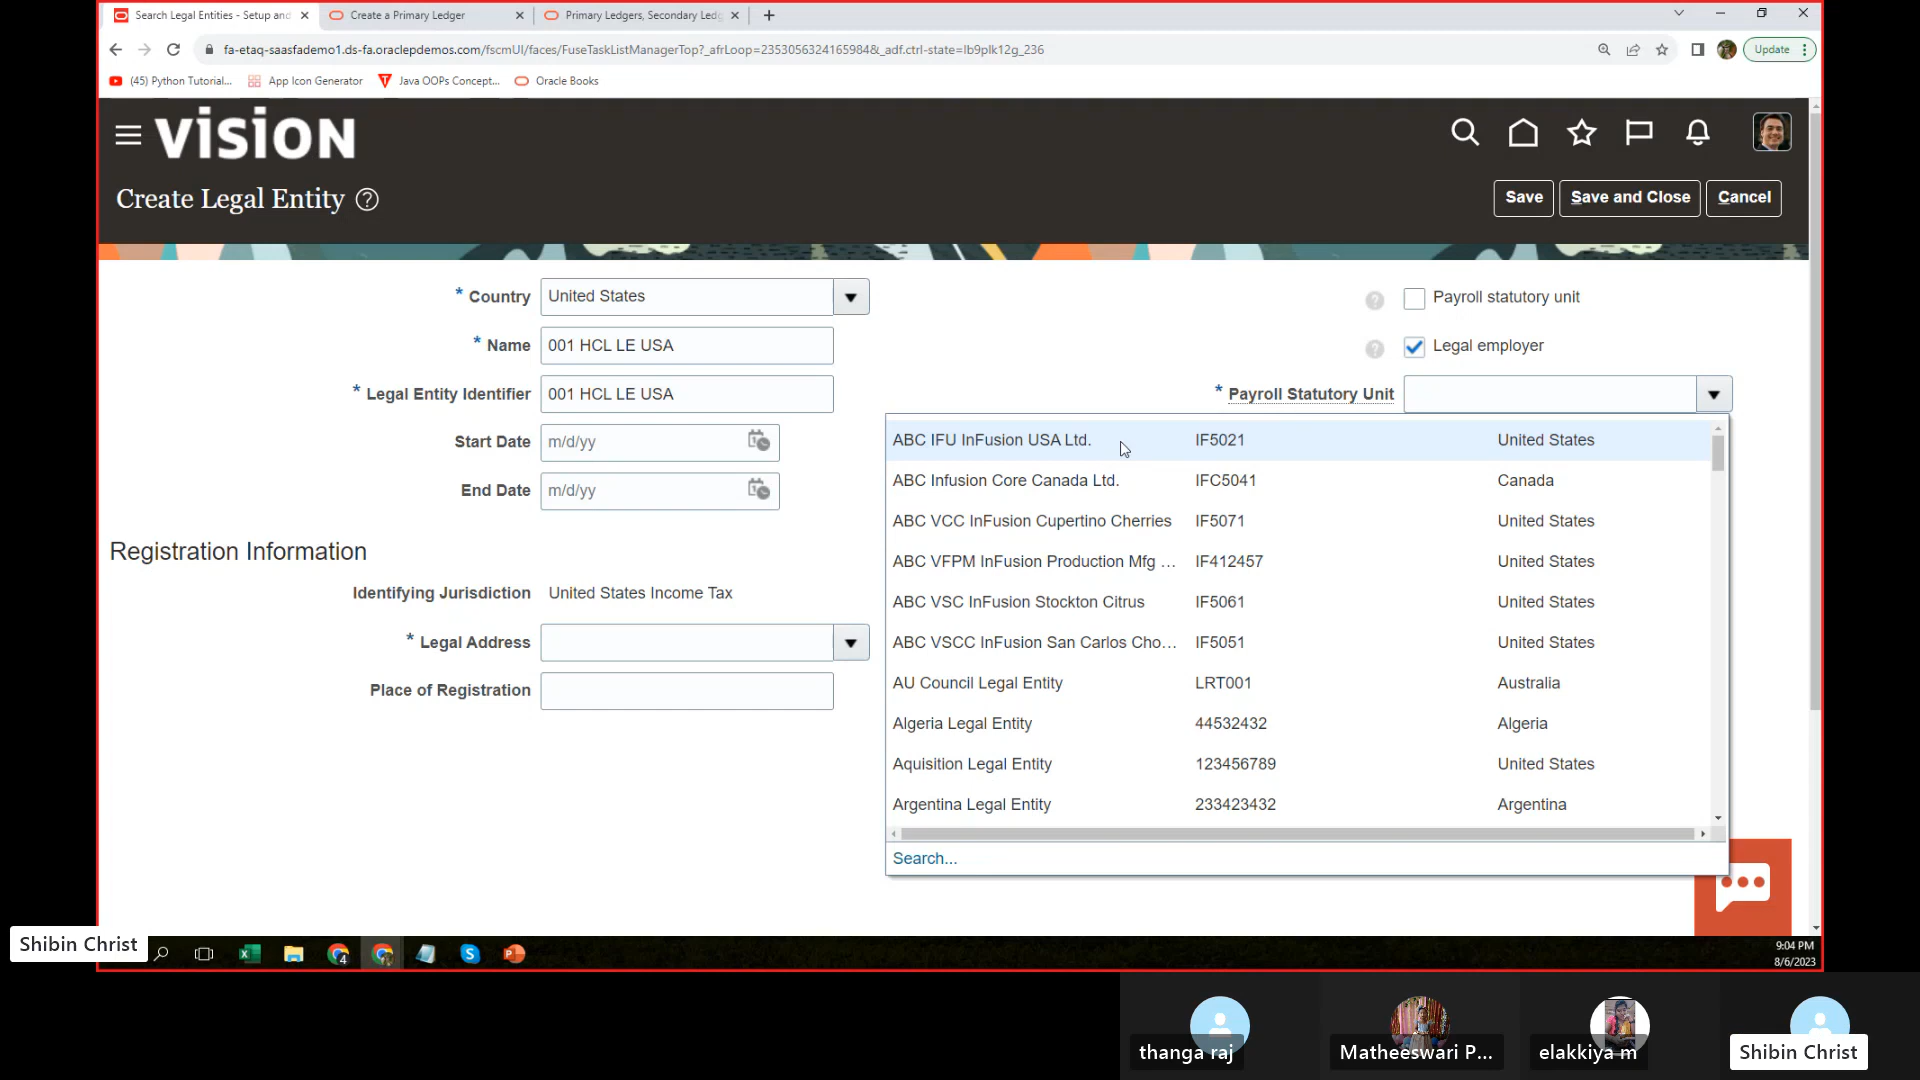 Search Legal Entities - Setup and
Create a Primary Ledger
Primary Ledgers, Secondary Led
fa-etaq-saasfademo1.ds-fa.oraclepdemos.com/fscmUI/faces/FuseTaskListManagerTop?_afrLoop=23530563241659848&_adf.ctrl-state=lb9plk12g_236
Update
(45) Python Tutorial...
App Icon Generator
Java OOPs Concept...
Oracle Books
VISION
Create Legal Entity
Save
Save and Close
Cancel
* Country
United States
Payroll statutory unit
* Name
001 HCL LE USA
Legal employer
* Legal Entity Identifier
001 HCL LE USA
* Payroll Statutory Unit
Start Date
m/d/yy
End Date
m/d/yy
ABC IFU InFusion USA Ltd. IF5021 United States
ABC Infusion Core Canada Ltd. IFC5041 Canada
ABC VCC InFusion Cupertino Cherries IF5071 United States
ABC VFPM InFusion Production Mfg ... IF412457 United States
ABC VSC InFusion Stockton Citrus IF5061 United States
ABC VSCC InFusion San Carlos Cho... IF5051 United States
AU Council Legal Entity LRT001 Australia
Algeria Legal Entity 44532432 Algeria
Aquisition Legal Entity 123456789 United States
Argentina Legal Entity 233423432 Argentina
Search...
Registration Information
Identifying Jurisdiction
United States Income Tax
* Legal Address
Place of Registration
Shibin Christ
9:04 PM
8/6/2023
thanga raj
Matheeswari P...
elakkiya m
Shibin Christ